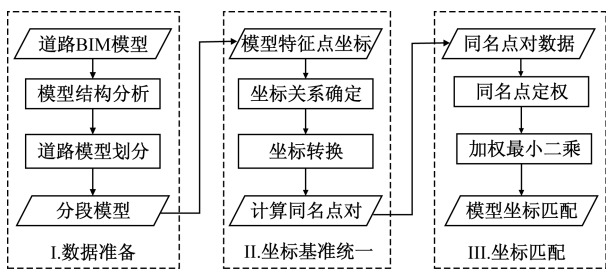 道路BIM模型
模型结构分析
道路模型划分
分段模型
I.数据准备
模型特征点坐标
坐标关系确定
坐标转换
计算同名点对
II.坐标基准统一
同名点对数据
同名点定权
加权最小二乘
模型坐标匹配
III.坐标匹配